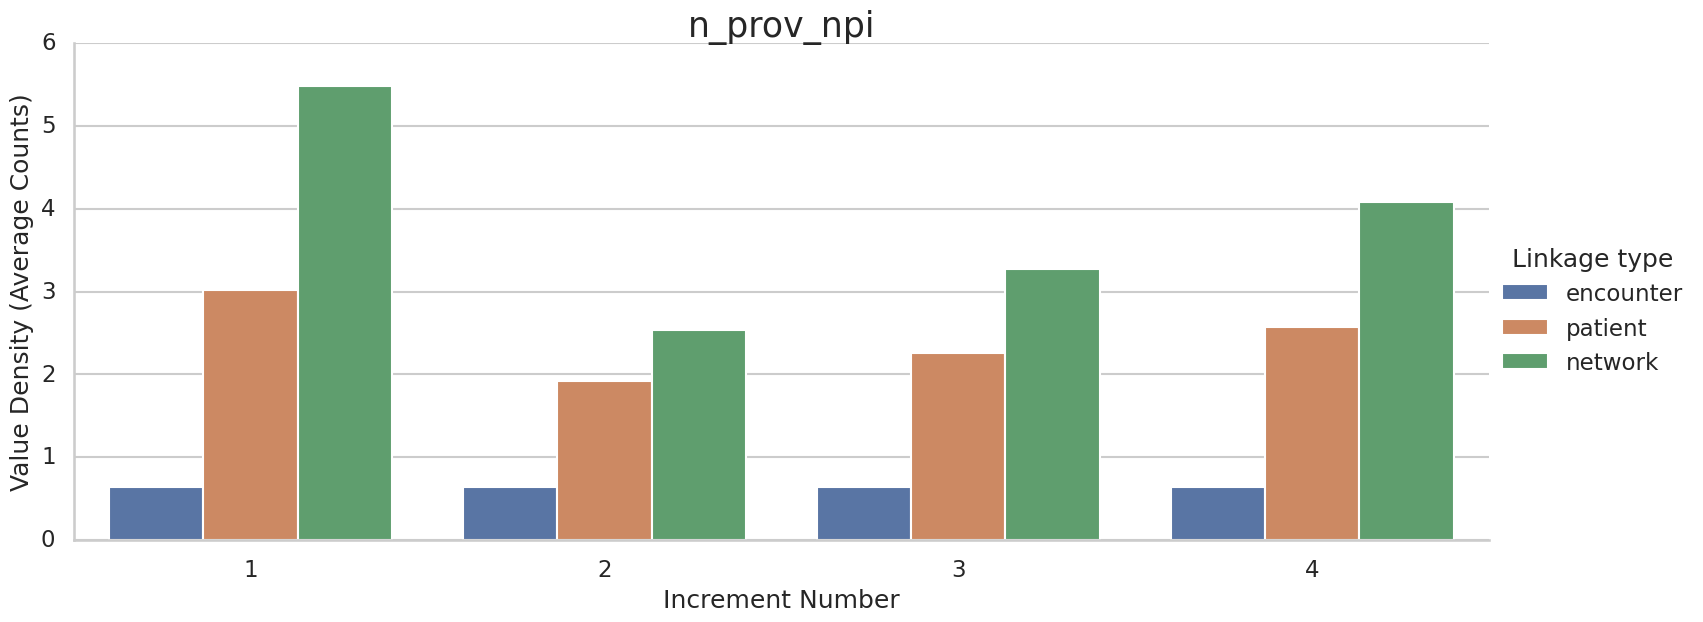 n_prov_npi
Value Density (Average Counts)
6
5
4
3
2
1
0
1 2 3 4
Increment Number
Linkage type
encounter
patient
network